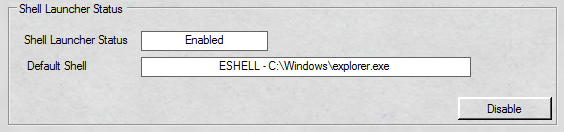 Shell Launcher Status
Shell Launcher Status Enabled
Default Shell ESHELL - C:\Windows\explorer.exe
Disable